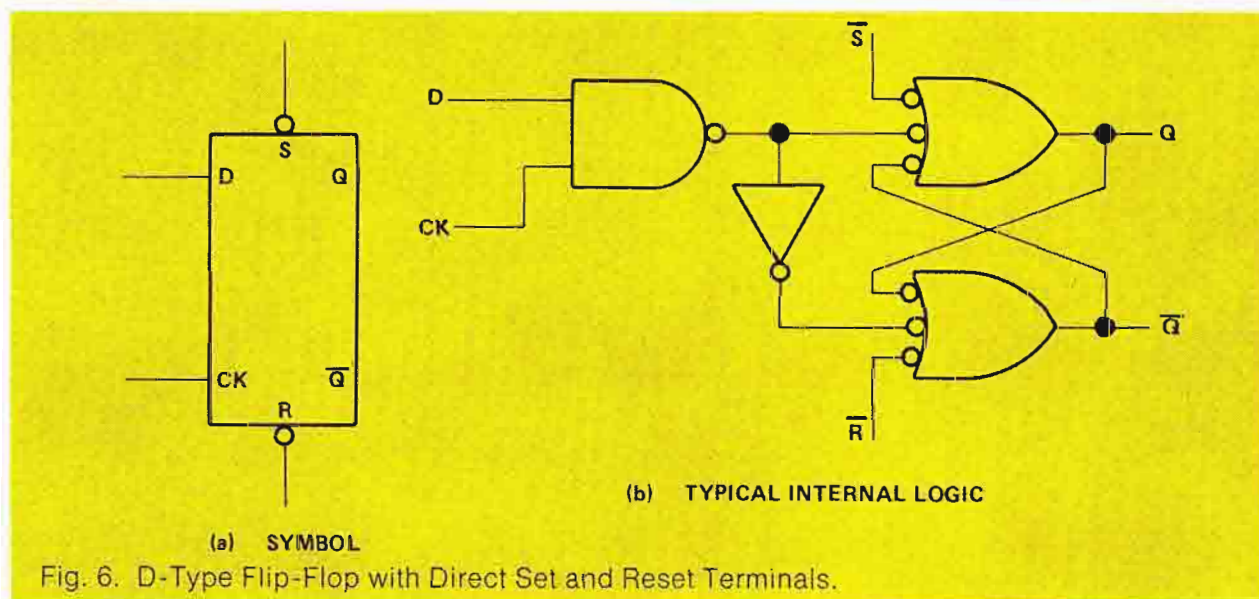 S
D
Q
CK
Q̅
R
(a) SYMBOL
S̅
D
CK
Q
Q̅
R̅
(b) TYPICAL INTERNAL LOGIC
Fig. 6. D-Type Flip-Flop with Direct Set and Reset Terminals.